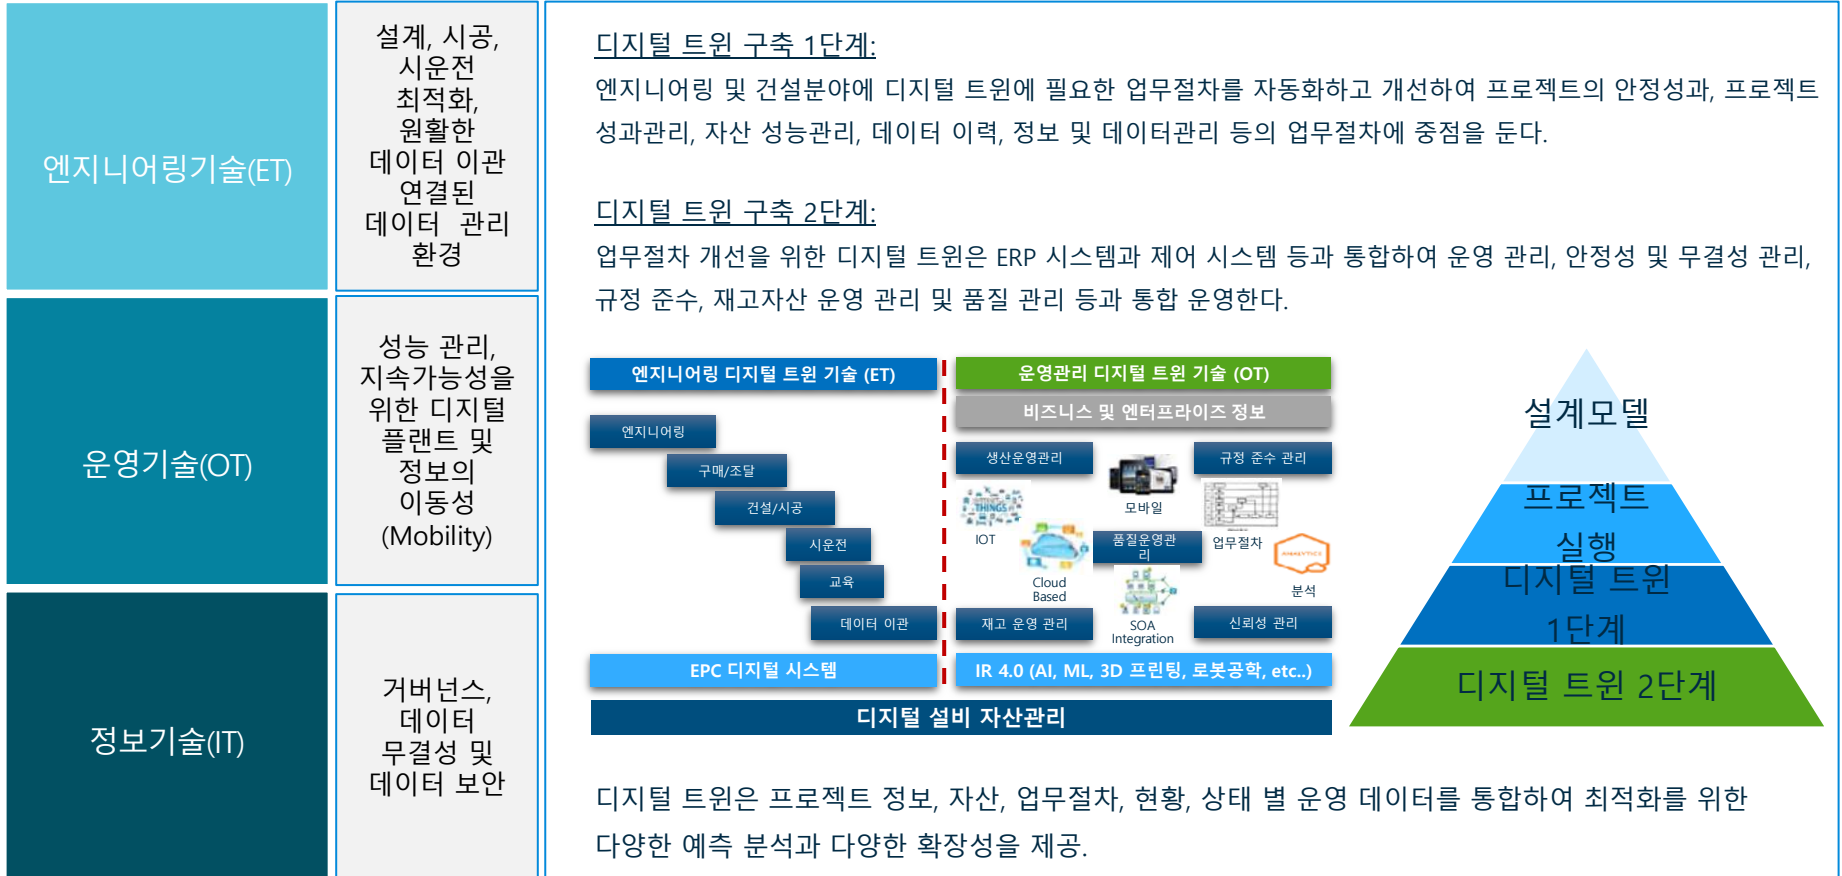 엔지니어링기술(ET)
설계, 시공,
시운전
최적화,
원활한
데이터 이관
연결된
데이터 관리
환경
운영기술(OT)
성능 관리,
지속가능성을
위한 디지털
플랜트 및
정보의
이동성
(Mobility)
정보기술(IT)
거버넌스,
데이터
무결성 및
데이터 보안
디지털 트윈 구축 1단계:
엔지니어링 및 건설분야에 디지털 트윈에 필요한 업무절차를 자동화하고 개선하여 프로젝트의 안정성과, 프로젝트
성과관리, 자산 성능관리, 데이터 이력, 정보 및 데이터관리 등의 업무절차에 중점을 둔다.
디지털 트윈 구축 2단계:
업무절차 개선을 위한 디지털 트윈은 ERP 시스템과 제어 시스템 등과 통합하여 운영 관리, 안정성 및 무결성 관리,
규정 준수, 재고자산 운영 관리 및 품질 관리 등과 통합 운영한다.
엔지니어링 디지털 트윈 기술 (ET)
엔지니어링
구매/조달
건설/시공
시운전
교육
데이터 이관
EPC 디지털 시스템
운영관리 디지털 트윈 기술 (OT)
비즈니스 및 엔터프라이즈 정보
생산운영관리
규정 준수 관리
모바일
THINGS
IOT
품질운영관
리
업무절차
ANALYTICS
분석
Cloud
Based
재고 운영 관리
SOA
Integration
신뢰성 관리
IR 4.0 (AI, ML, 3D 프린팅, 로봇공학, etc..)
디지털 설비 자산관리
설계모델
프로젝트
실행
디지털 트윈
1단계
디지털 트윈 2단계
디지털 트윈은 프로젝트 정보, 자산, 업무절차, 현황, 상태 별 운영 데이터를 통합하여 최적화를 위한
다양한 예측 분석과 다양한 확장성을 제공.